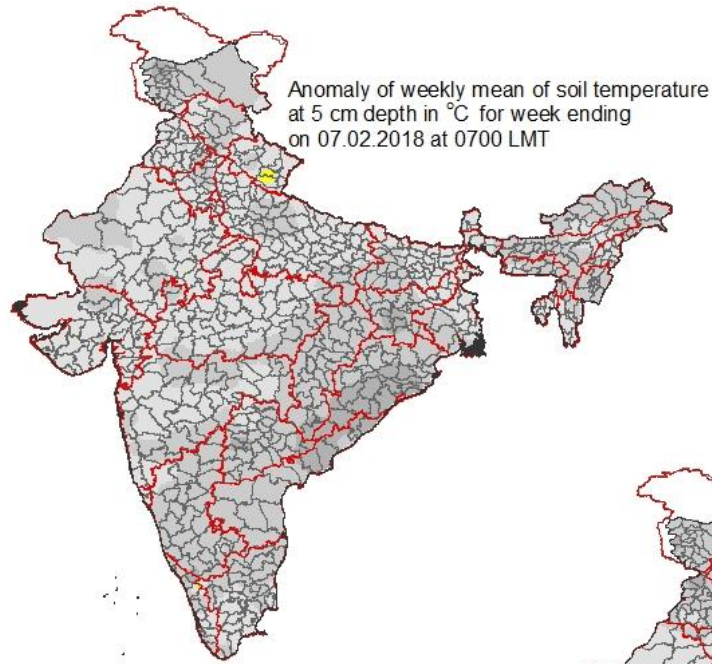 Anomaly of weekly mean of soil temperature
at 5 cm depth in °C for week ending
on 07.02.2018 at 0700 LMT